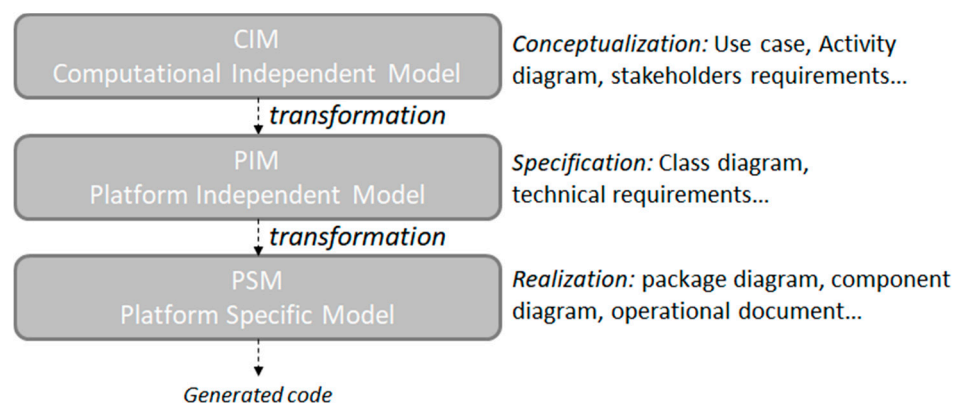 CIM
Computational Independent Model
Conceptualization: Use case, Activity
diagram, stakeholders requirements...
transformation
PIM
Platform Independent Model
Specification: Class diagram,
technical requirements...
transformation
PSM
Platform Specific Model
Realization: package diagram, component
diagram, operational document...
Generated code